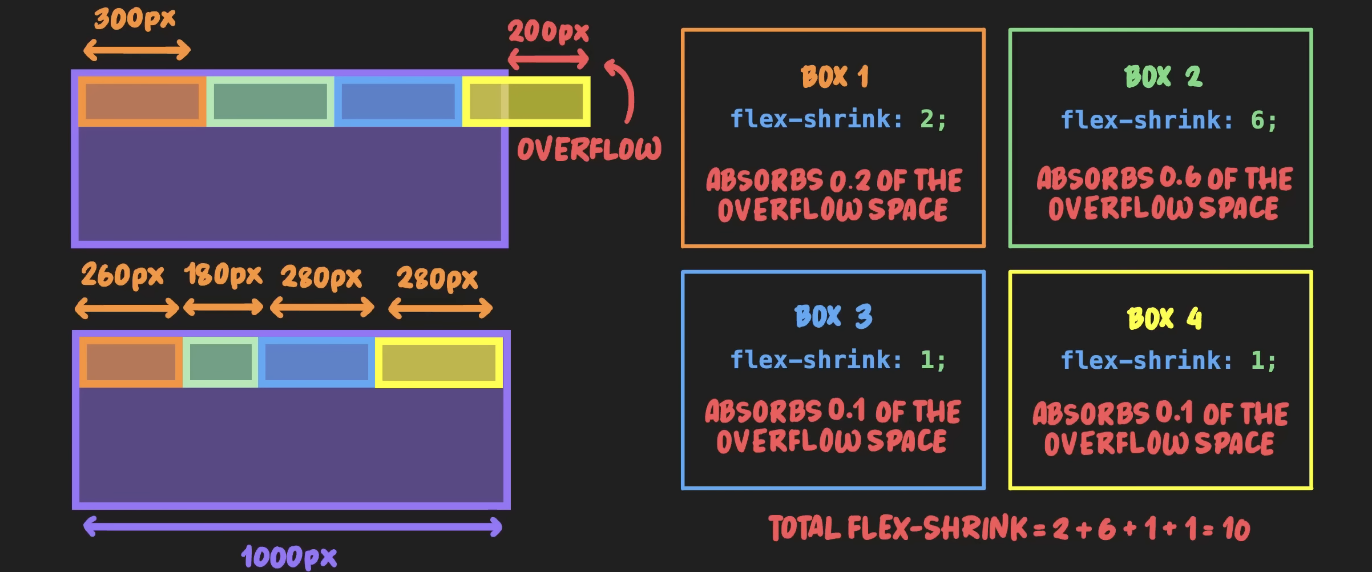 300px
200px
OVERFLOW
260px 180px 280px 280px
1000px
BOX 1
flex-shrink: 2;
ABSORBS 0.2 OF THE
OVERFLOW SPACE
BOX 2
flex-shrink: 6;
ABSORBS 0.6 OF THE
OVERFLOW SPACE
BOX 3
flex-shrink: 1;
ABSORBS 0.1 OF THE
OVERFLOW SPACE
BOX 4
flex-shrink: 1;
ABSORBS 0.1 OF THE
OVERFLOW SPACE
TOTAL FLEX-SHRINK = 2 + 6 + 1 + 1 = 10